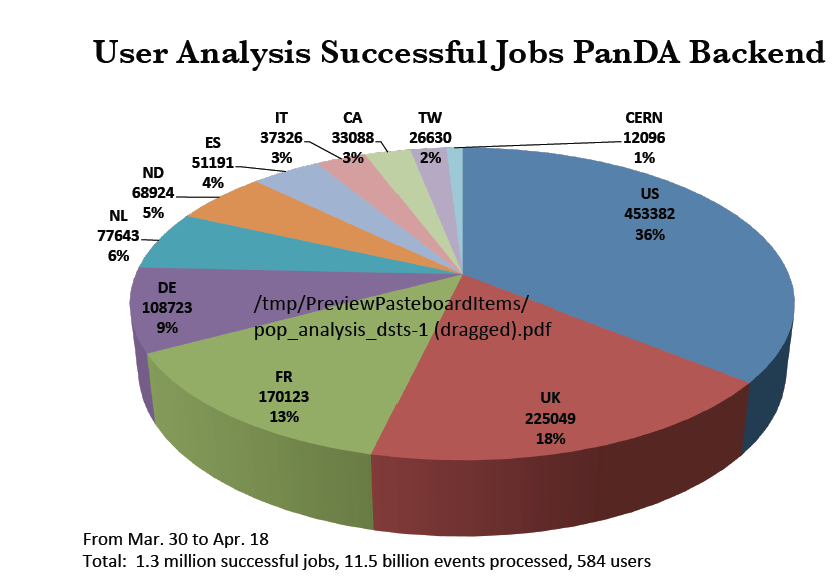 User Analysis Successful Jobs PanDA Backend
IT
37326
3%
CA
33088
3%
TW
26630
2%
CERN
12096
1%
ES
51191
4%
ND
68924
5%
NL
77643
6%
US
453382
36%
DE
108723
9%
/tmp/PreviewPasteboardItems/
pop_analysis_dsts-1 (dragged).pdf
FR
170123
13%
UK
225049
18%
From Mar. 30 to Apr. 18
Total:  1.3 million successful jobs, 11.5 billion events processed, 584 users